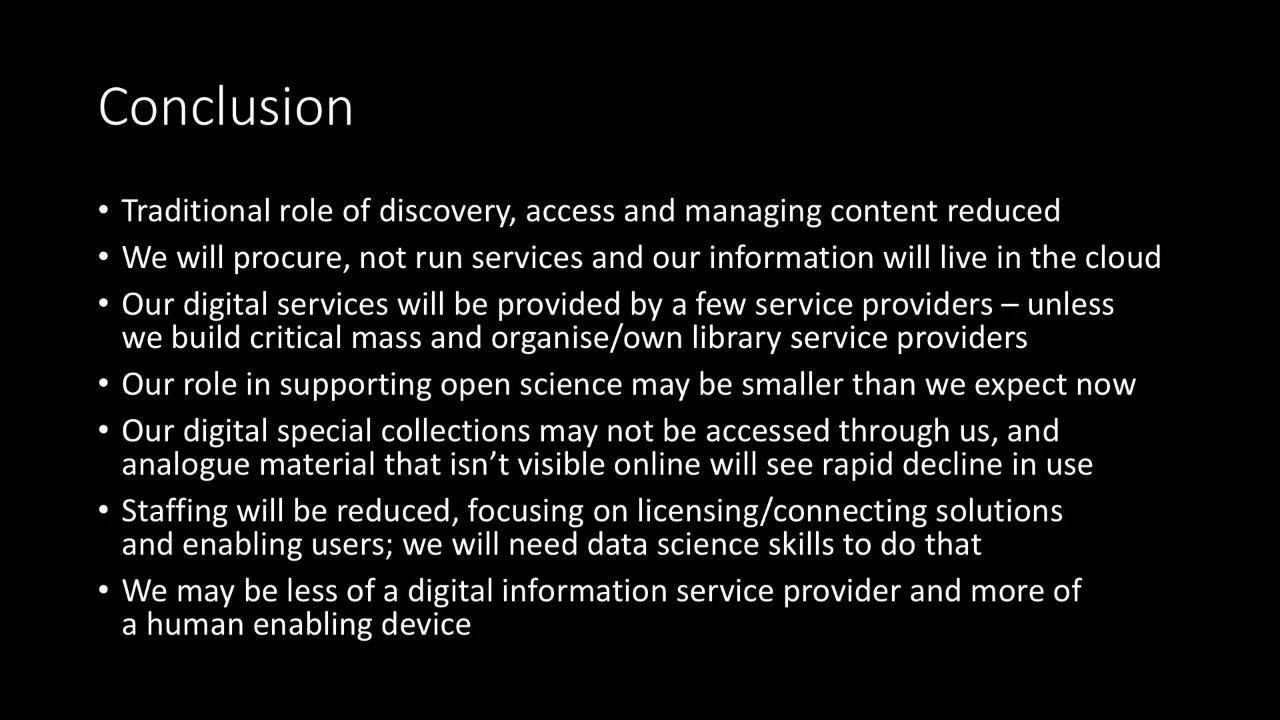 Conclusion
• Traditional role of discovery, access and managing content reduced
• We will procure, not run services and our information will live in the cloud
• Our digital services will be provided by a few service providers – unless
we build critical mass and organise/own library service providers
• Our role in supporting open science may be smaller than we expect now
• Our digital special collections may not be accessed through us, and
analogue material that isn’t visible online will see rapid decline in use
• Staffing will be reduced, focusing on licensing/connecting solutions
and enabling users; we will need data science skills to do that
• We may be less of a digital information service provider and more of
a human enabling device